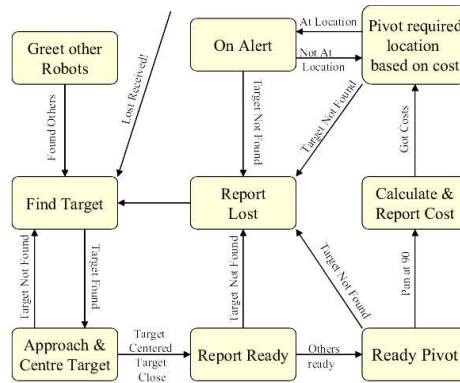 Greet other
Robots
Lost Received!
On Alert
At Location
Not At
Location
Pivot required
location
based on cost
Found Others
Target Not Found
Target Not Found
Got Costs
Find Target
Report
Lost
Calculate &
Report Cost
Target Not Found
Target Found
Target Not Found
Target Not Found
Pan at 90
Approach &
Centre Target
Target
Centered
Target
Close
Report Ready
Others
ready
Ready Pivot